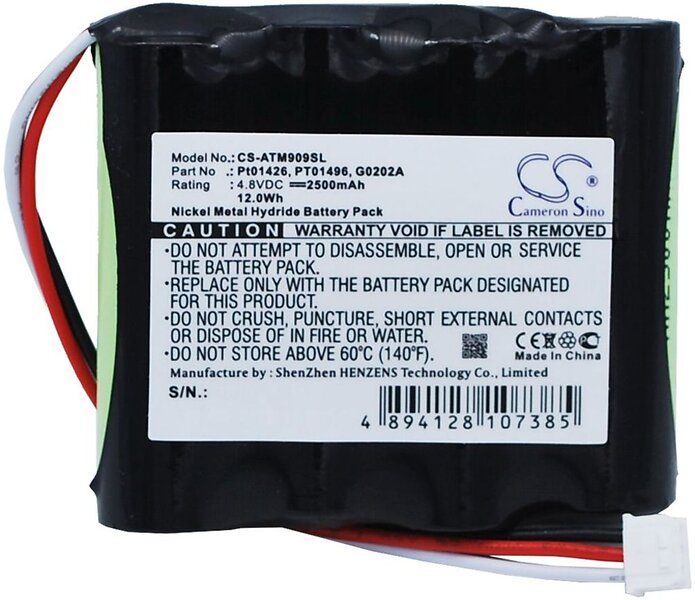 Model No.: CS-ATM909SL
Part No. : Pt01426, PT01496, G0202A
Rating : 4.8VDC 2500mAh
12.0Wh
Nickel Metal Hydride Battery Pack
CS
®
Cameron Sino
CAUTION WARRANTY VOID IF LABEL IS REMOVED
•DO NOT ATTEMPT TO DISASSEMBLE, OPEN OR SERVICE
THE BATTERY PACK.
•REPLACE ONLY WITH THE BATTERY PACK DESIGNATED
FOR THIS PRODUCT.
•DO NOT CRUSH, PUNCTURE, SHORT EXTERNAL CONTACTS
OR DISPOSE OF IN FIRE OR WATER.
•DO NOT STORE ABOVE 60°C (140°F).
CE
Made In China
Manufacture by : ShenZhen HENZENS Technology Co., Limited
S/N.:
4 894128 107385